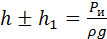 h ± h₁ = Pи/ρg